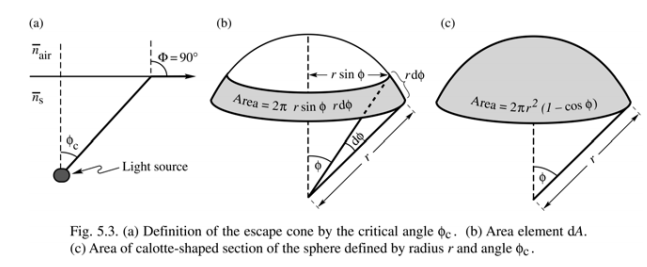 (a)
(b)
(c)
n̅air
Φ = 90°
n̅s
ϕc
Light source
r sin ϕ
rdϕ
Area = 2π r sin ϕ rdϕ
dϕ
ϕ
r
Area = 2πr² (1 – cos ϕ)
ϕ
r
Fig. 5.3. (a) Definition of the escape cone by the critical angle ϕc. (b) Area element dA.
(c) Area of calotte-shaped section of the sphere defined by radius r and angle ϕc.